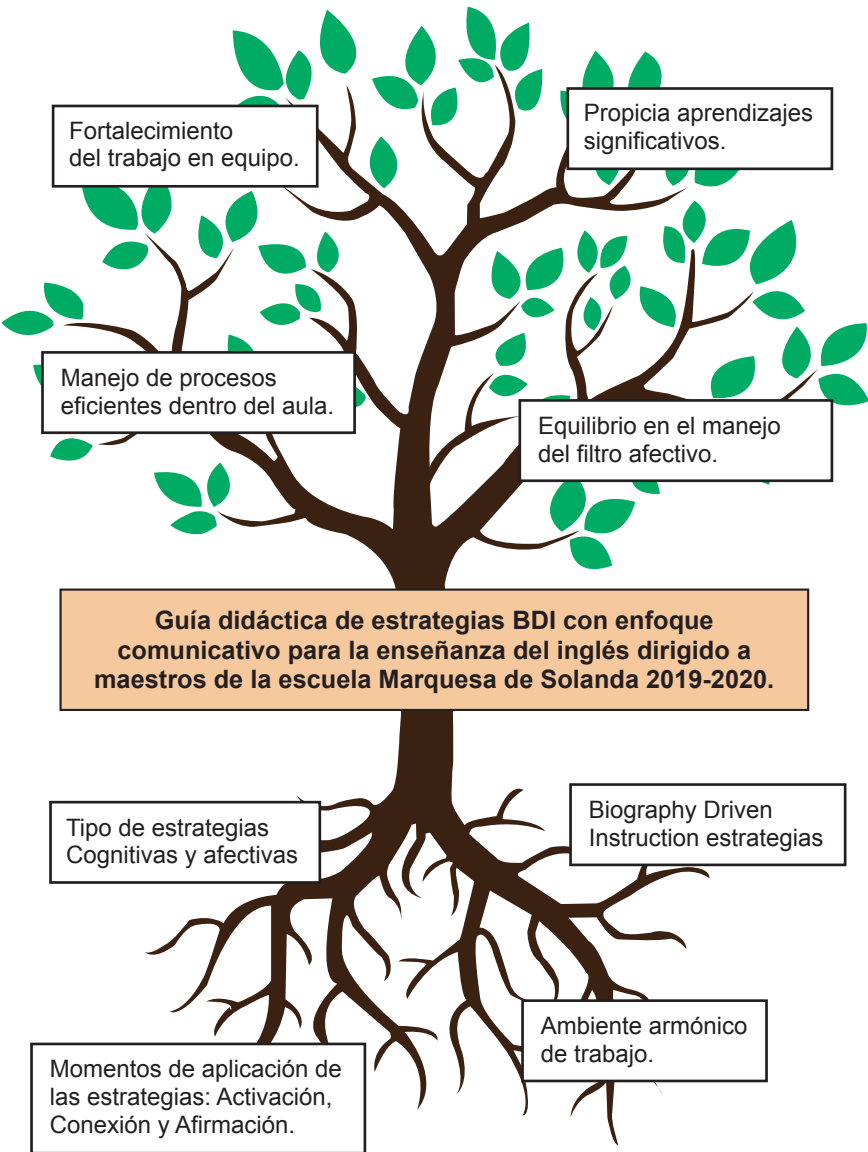 Fortalecimiento
del trabajo en equipo.
Propicia aprendizajes
significativos.
Manejo de procesos
eficientes dentro del aula.
Equilibrio en el manejo
del filtro afectivo.
Guía didáctica de estrategias BDI con enfoque
comunicativo para la enseñanza del inglés dirigido a
maestros de la escuela Marquesa de Solanda 2019-2020.
Tipo de estrategias
Cognitivas y afectivas
Biography Driven
Instruction estrategias
Momentos de aplicación de
las estrategias: Activación,
Conexión y Afirmación.
Ambiente armónico
de trabajo.